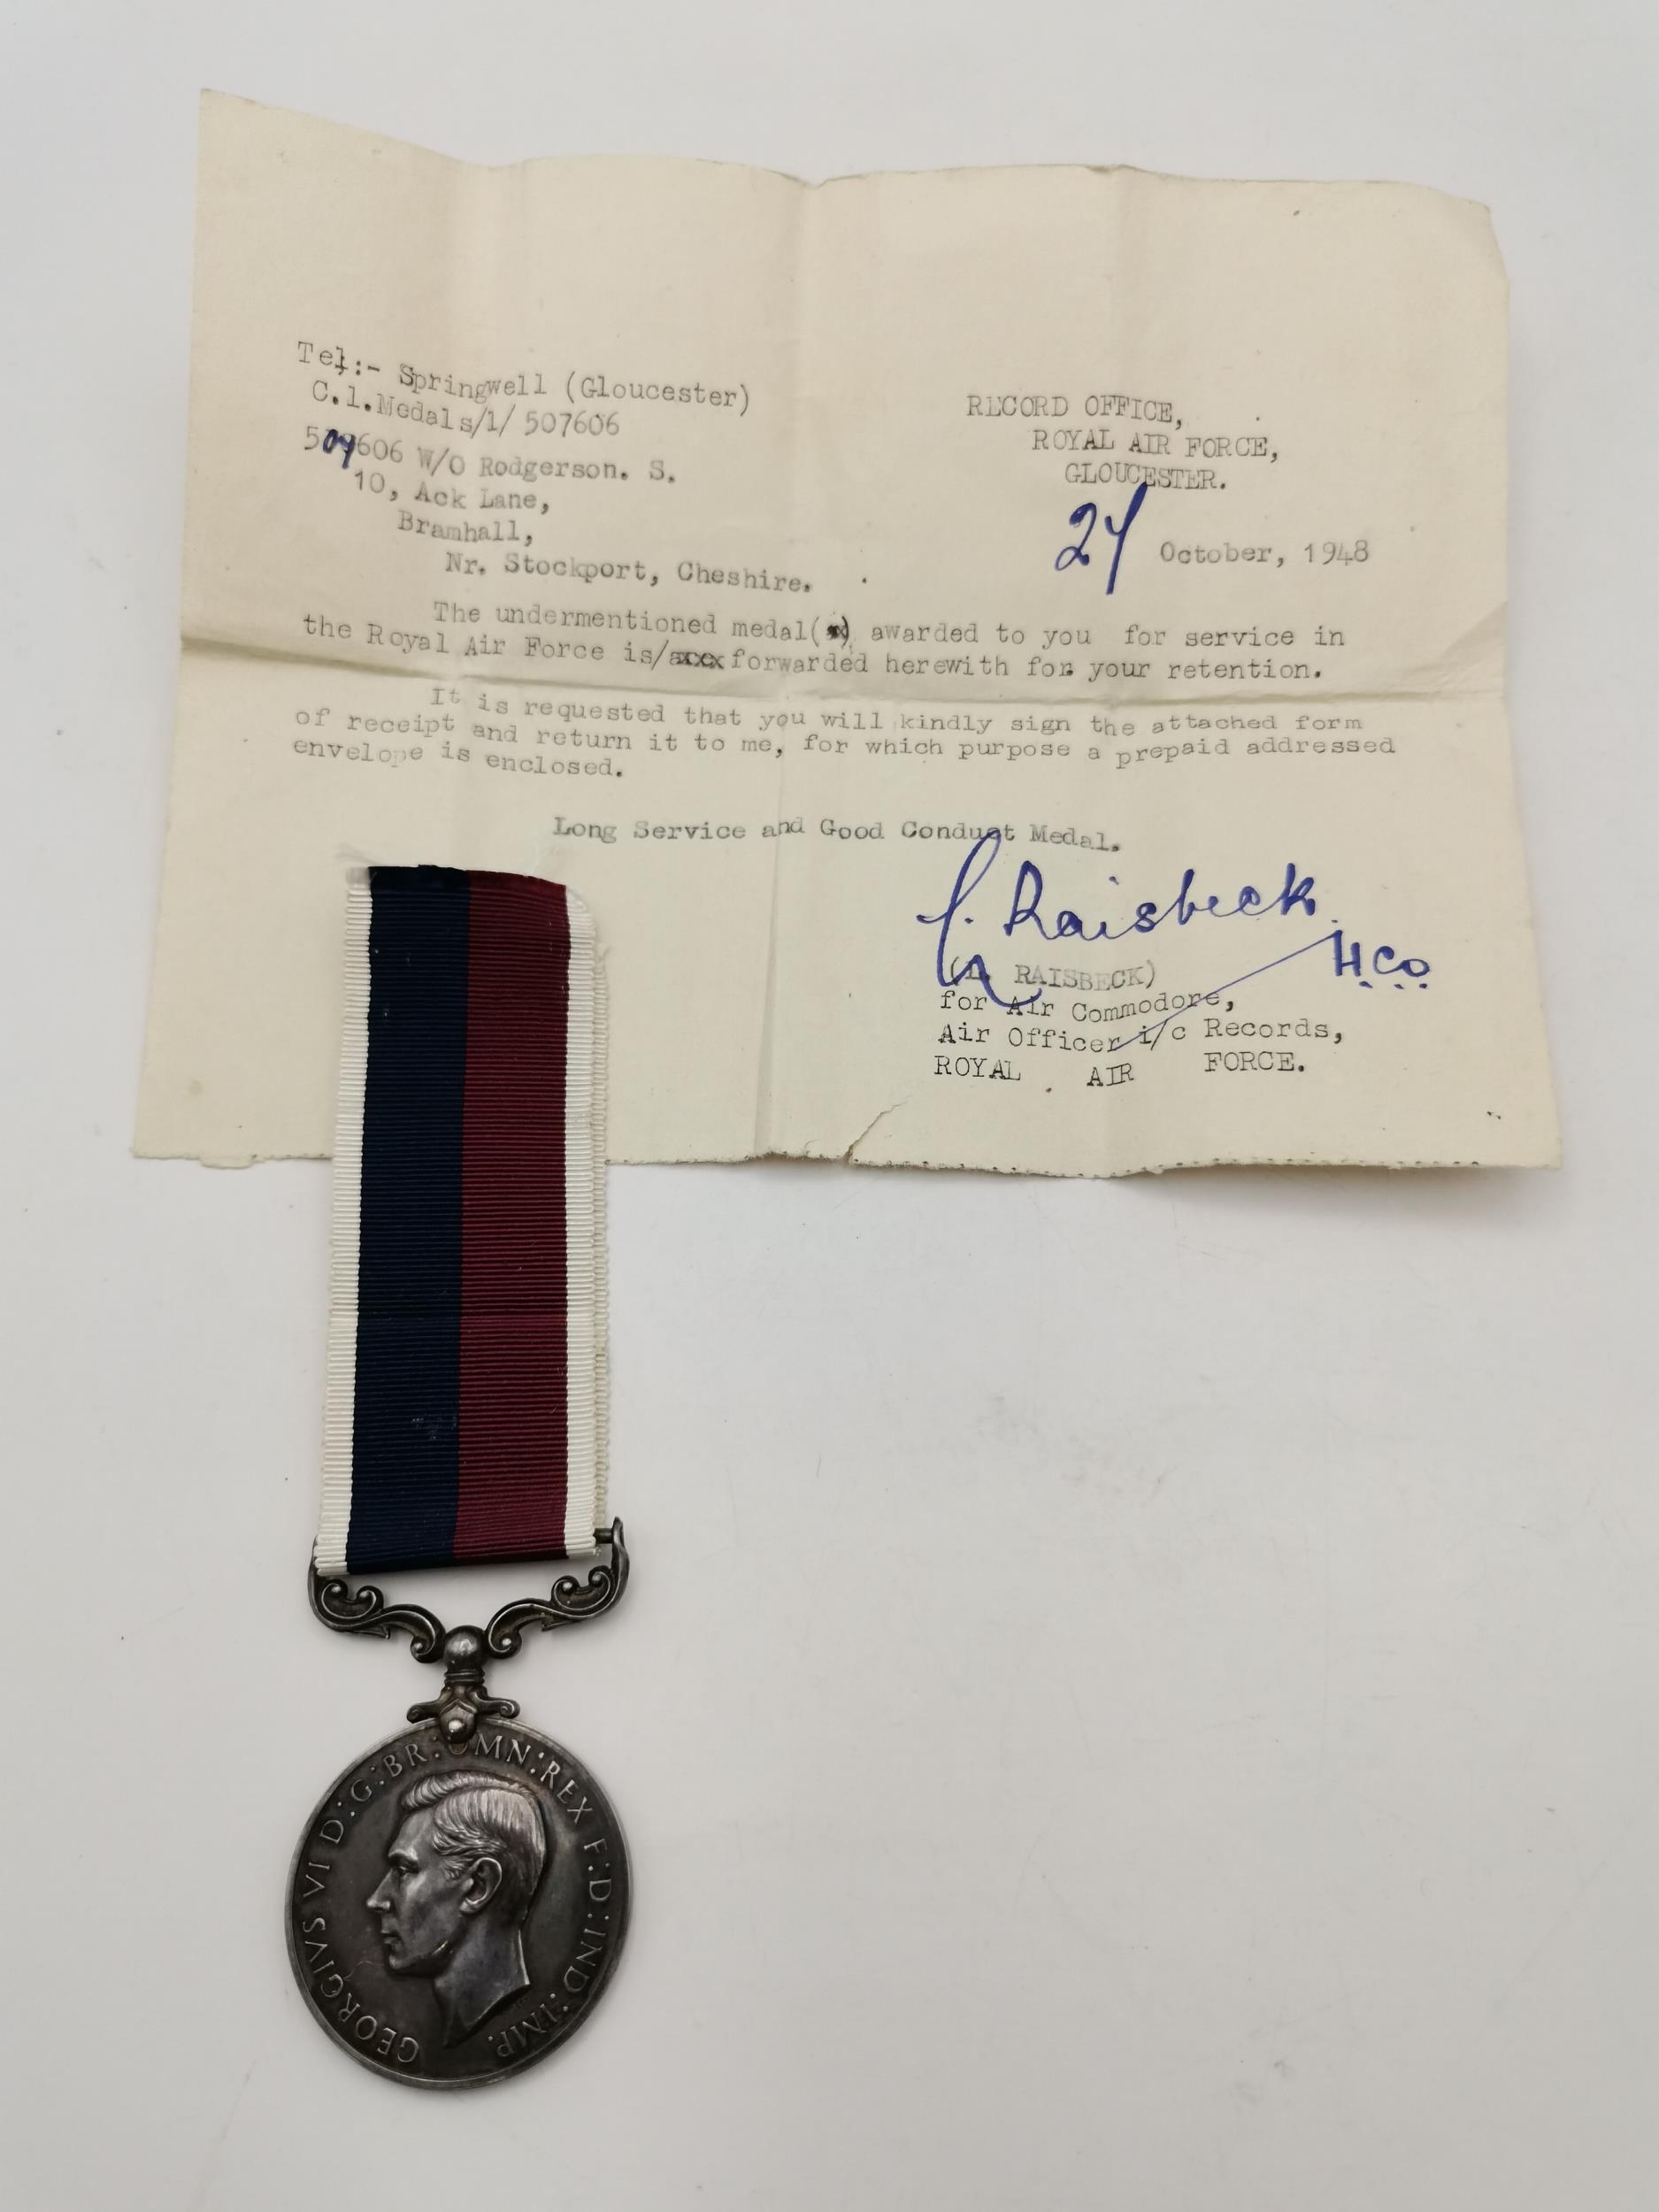 Tel:- Springwell (Gloucester)
C.1.Medals/1/ 507606
507606 W/O Rodgerson. S.
10, Ack Lane,
Bramhall,
Nr. Stockport, Cheshire.
RECORD OFFICE,
ROYAL AIR FORCE,
GLOUCESTER.
27 October, 1948
The undermentioned medal( ) awarded to you for service in
the Royal Air Force is/ forwarded herewith for your retention.
It is requested that you will kindly sign the attached form
of receipt and return it to me, for which purpose a prepaid addressed
envelope is enclosed.
Long Service and Good Conduct Medal.
Raisbeck. H.C.O.
RAISBECK)
for Air Commodore,
Air Officer i/c Records,
ROYAL AIR FORCE.
GEORGIVS VI D:G:BR:OMN:REX F:D:IND:IMP.